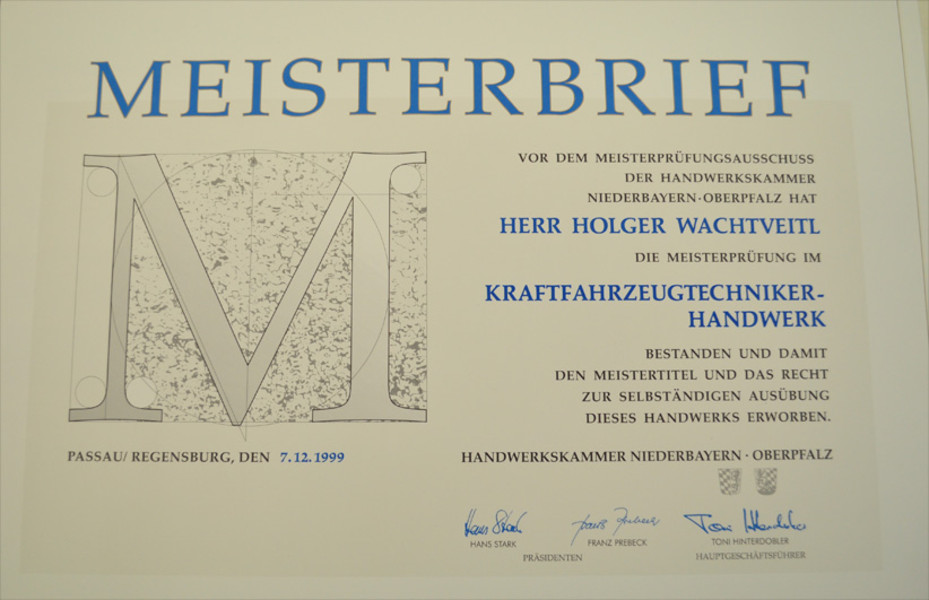 MEISTERBRIEF
VOR DEM MEISTERPRÜFUNGSAUSSCHUSS
DER HANDWERKSKAMMER
NIEDERBAYERN·OBERPFALZ HAT
HERR HOLGER WACHTVEITL
DIE MEISTERPRÜFUNG IM
KRAFTFAHRZEUGTECHNIKER-
HANDWERK
BESTANDEN UND DAMIT
DEN MEISTERTITEL UND DAS RECHT
ZUR SELBSTÄNDIGEN AUSÜBUNG
DIESES HANDWERKS ERWORBEN.
M
PASSAU/ REGENSBURG, DEN 7.12.1999
HANDWERKSKAMMER NIEDERBAYERN · OBERPFALZ
Hans Stark
HANS STARK
FRANZ PREBECK
TONI HINTERDOBLER
PRÄSIDENTEN
HAUPTGESCHÄFTSFÜHRER